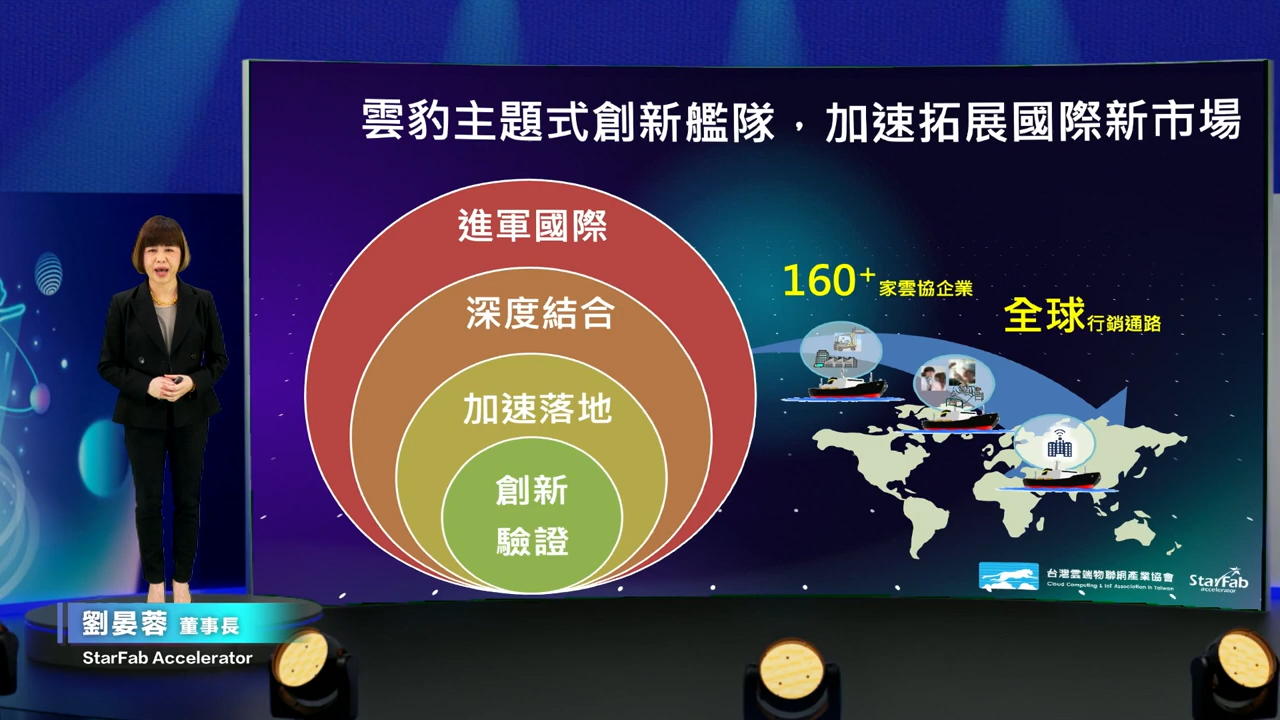 雲豹主題式創新艦隊，加速拓展國際新市場
進軍國際
深度結合
加速落地
創新
驗證
160+家雲協企業
全球行銷通路
台灣雲端物聯網產業協會
Cloud Computing & IoT Association in Taiwan
StarFab
accelerator
劉晏蓉 董事長
StarFab Accelerator